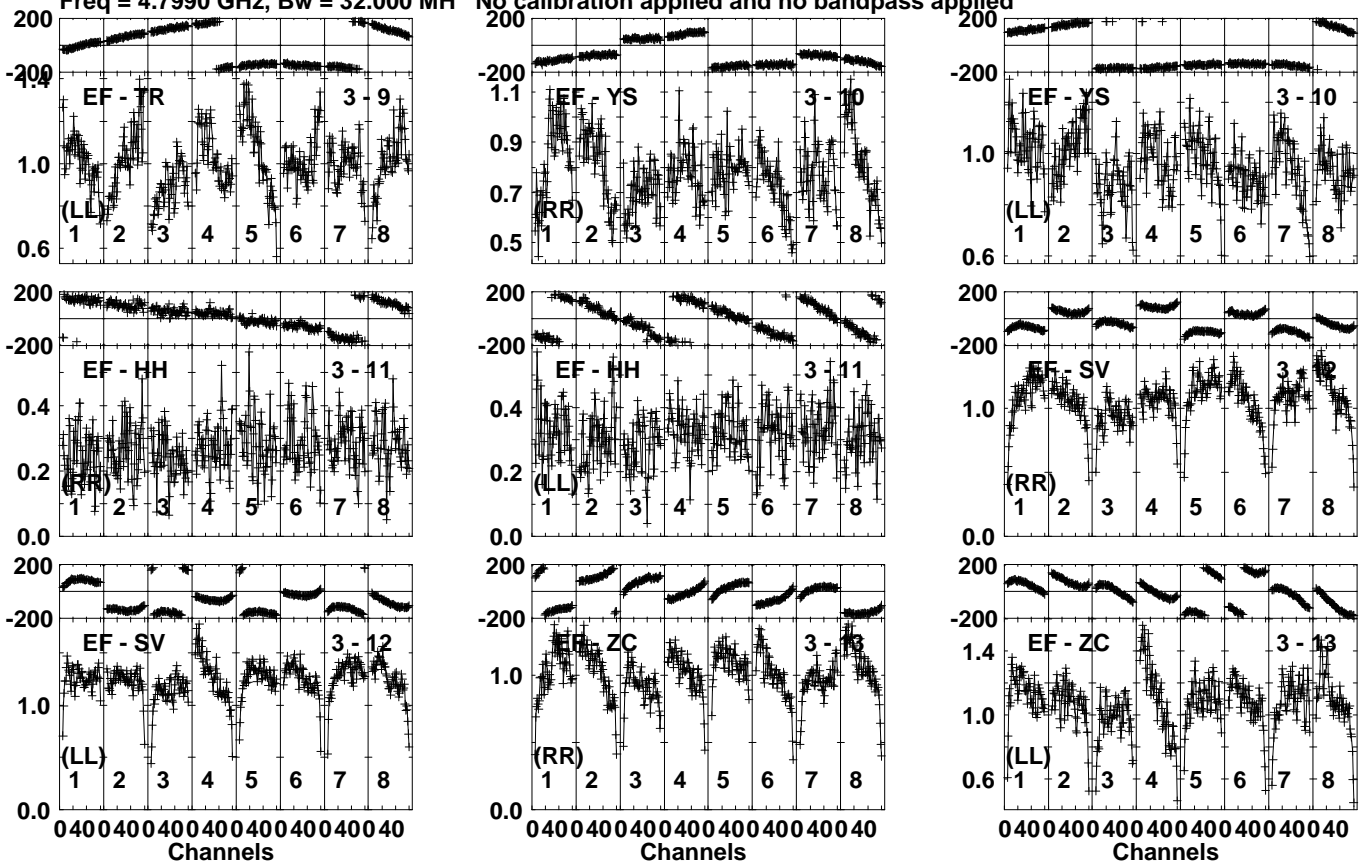 Freq = 4.7990 GHz, Bw = 32.000 MH No calibration applied and no bandpass applied
200
-200
EF - TR 3 - 9
1.4
1.0
0.6
(LL)
1 2 3 4 5 6 7 8
200
-200
EF - YS 3 - 10
1.1
0.9
0.7
0.5
(RR)
1 2 3 4 5 6 7 8
200
-200
EF - YS 3 - 10
1.0
0.6
(LL)
1 2 3 4 5 6 7 8
200
-200
EF - HH 3 - 11
0.4
0.2
0.0
(RR)
1 2 3 4 5 6 7 8
200
-200
EF - HH 3 - 11
0.4
0.2
0.0
(LL)
1 2 3 4 5 6 7 8
200
-200
EF - SV 3 - 12
1.0
0.0
(RR)
1 2 3 4 5 6 7 8
200
-200
EF - SV 3 - 12
1.0
0.0
(LL)
1 2 3 4 5 6 7 8
0 40 0 40 0 40 0 40 0 40 0 40 0 40 0 40
Channels
200
-200
EF - ZC 3 - 13
1.0
0.0
(RR)
1 2 3 4 5 6 7 8
0 40 0 40 0 40 0 40 0 40 0 40 0 40 0 40
Channels
200
-200
EF - ZC 3 - 13
1.4
1.0
0.6
(LL)
1 2 3 4 5 6 7 8
0 40 0 40 0 40 0 40 0 40 0 40 0 40 0 40
Channels